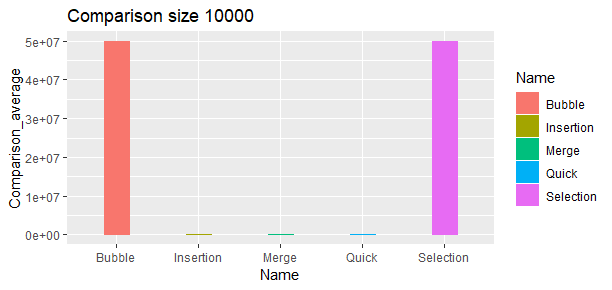 Comparison size 10000
Comparison_average
5e+07
4e+07
3e+07
2e+07
1e+07
0e+00
Bubble Insertion Merge Quick Selection
Name
Name
Bubble
Insertion
Merge
Quick
Selection